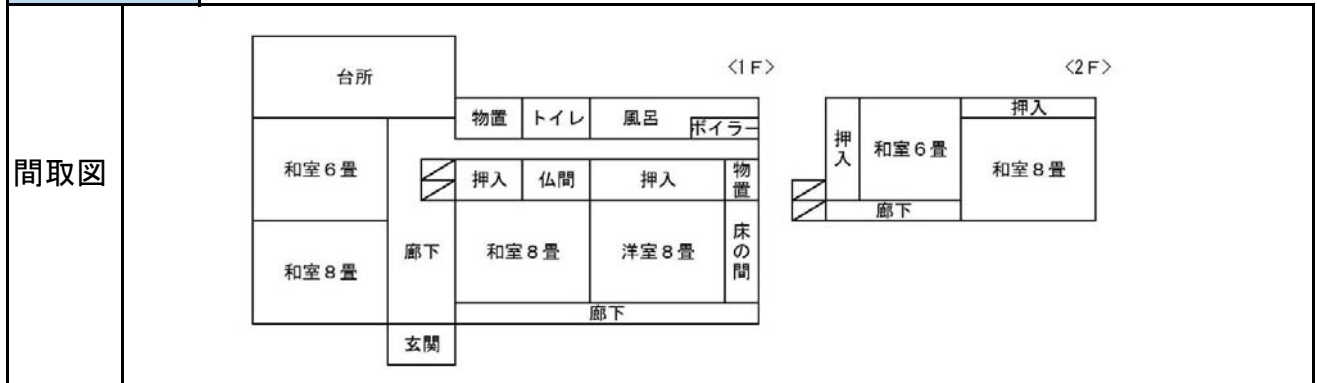 間取図
<1F>
台所
物置
トイレ
風呂
ボイラー
和室6畳
押入
仏間
押入
物置
和室8畳
廊下
和室8畳
洋室8畳
床の間
廊下
玄関
<2F>
押入
押入
和室6畳
和室8畳
廊下